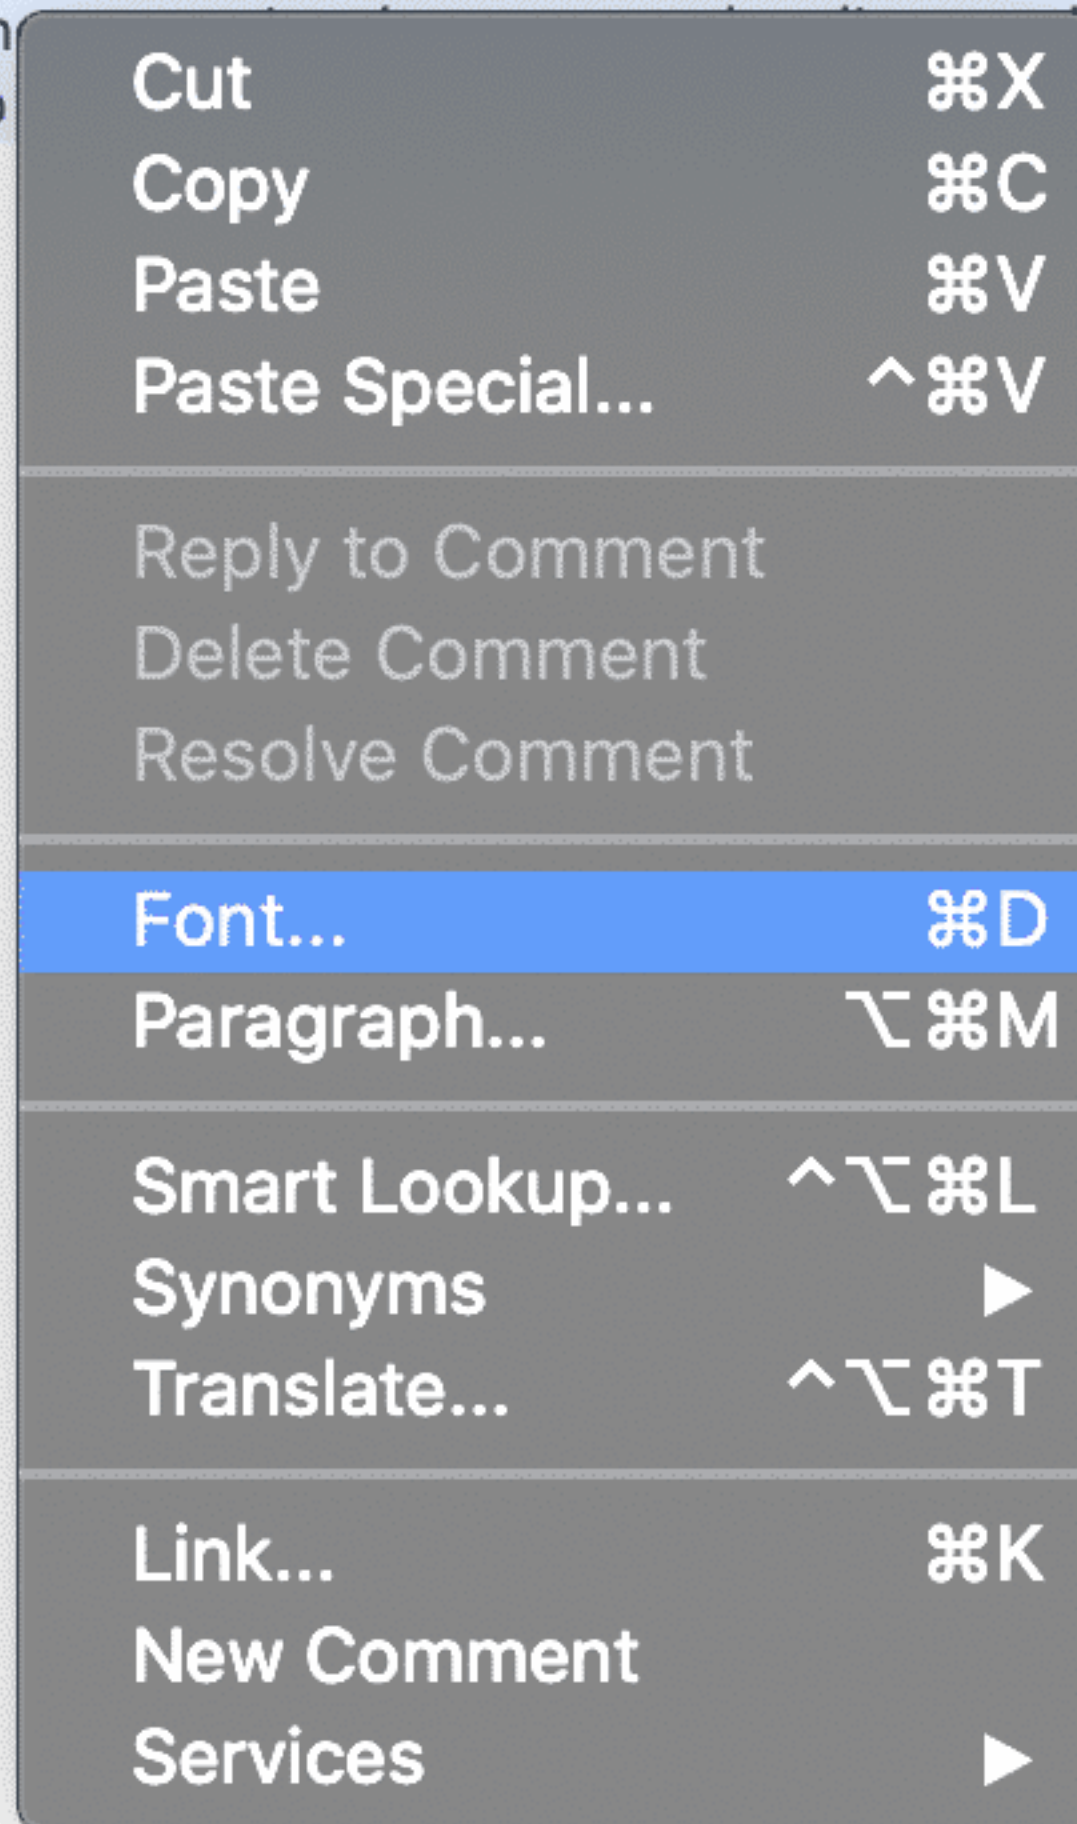 Cut ⌘X
Copy ⌘C
Paste ⌘V
Paste Special... ^⌘V
Reply to Comment
Delete Comment
Resolve Comment
Font... ⌘D
Paragraph... ⌥⌘M
Smart Lookup... ^⌥⌘L
Synonyms ▶
Translate... ^⌥⌘T
Link... ⌘K
New Comment
Services ▶